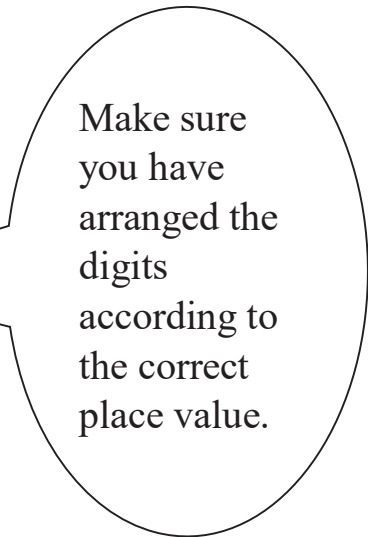 Make sure
you have
arranged the
digits
according to
the correct
place value.